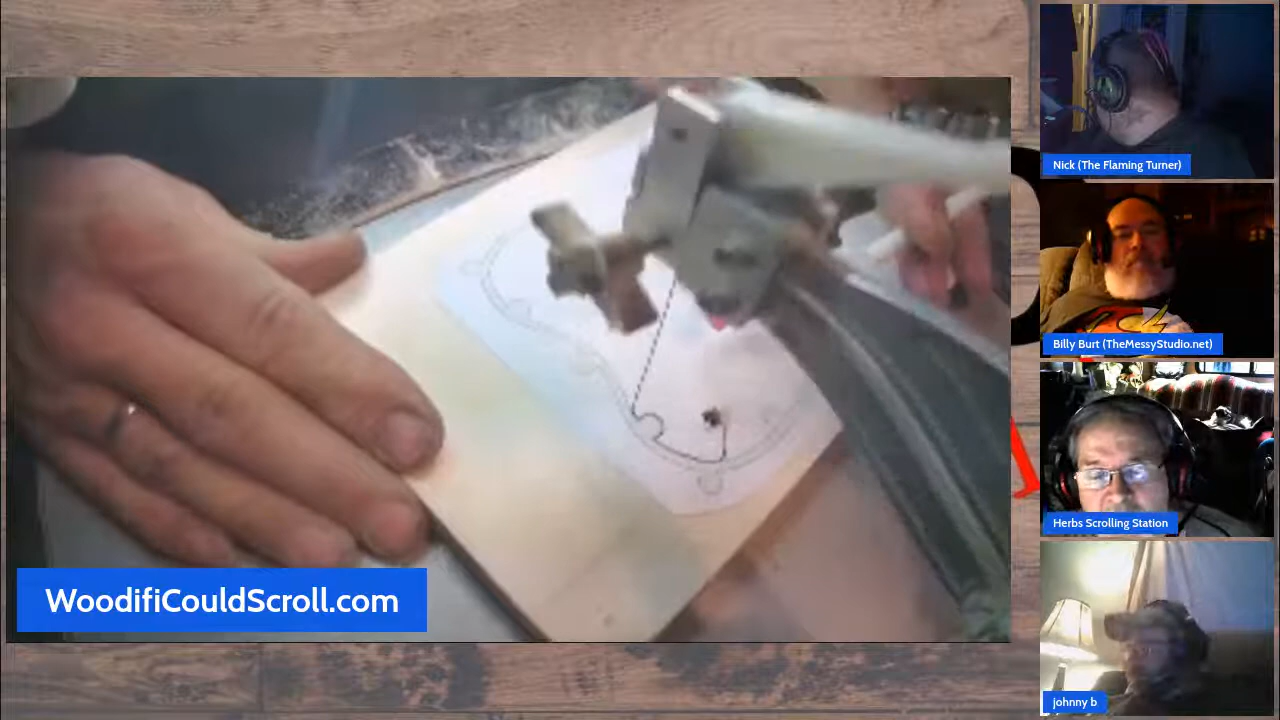 Nick (The Flaming Turner)
Billy Burt (TheMessyStudio.net)
Herbs Scrolling Station
WoodifiCouldScroll.com
johnny b